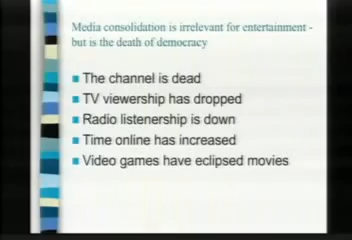 Media consolidation is irrelevant for entertainment -
but is the death of democracy
The channel is dead
TV viewership has dropped
Radio listenership is down
Time online has increased
Video games have eclipsed movies